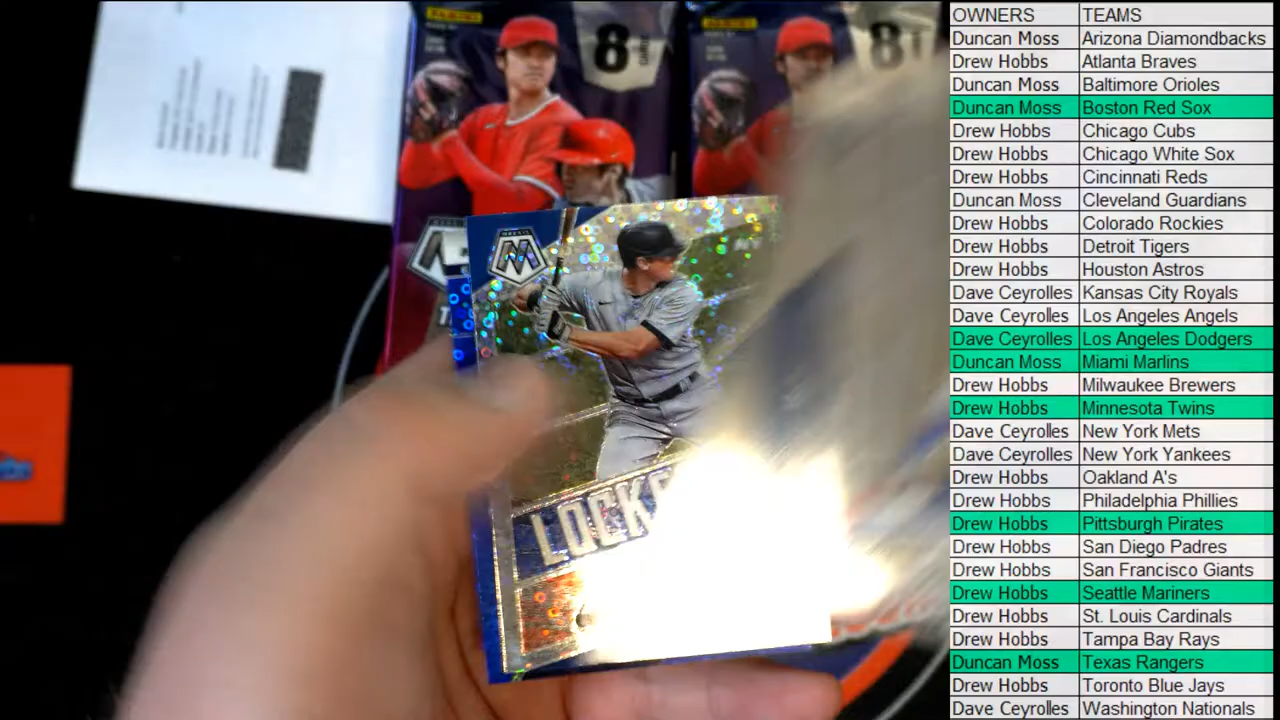 OWNERS TEAMS
Duncan Moss Arizona Diamondbacks
Drew Hobbs Atlanta Braves
Duncan Moss Baltimore Orioles
Duncan Moss Boston Red Sox
Drew Hobbs Chicago Cubs
Drew Hobbs Chicago White Sox
Drew Hobbs Cincinnati Reds
Duncan Moss Cleveland Guardians
Drew Hobbs Colorado Rockies
Drew Hobbs Detroit Tigers
Drew Hobbs Houston Astros
Dave Ceyrolles Kansas City Royals
Dave Ceyrolles Los Angeles Angels
Dave Ceyrolles Los Angeles Dodgers
Duncan Moss Miami Marlins
Drew Hobbs Milwaukee Brewers
Drew Hobbs Minnesota Twins
Dave Ceyrolles New York Mets
Dave Ceyrolles New York Yankees
Drew Hobbs Oakland A's
Drew Hobbs Philadelphia Phillies
Drew Hobbs Pittsburgh Pirates
Drew Hobbs San Diego Padres
Drew Hobbs San Francisco Giants
Drew Hobbs Seattle Mariners
Drew Hobbs St. Louis Cardinals
Drew Hobbs Tampa Bay Rays
Duncan Moss Texas Rangers
Drew Hobbs Toronto Blue Jays
Dave Ceyrolles Washington Nationals
PANINI
8
PANINI
8
M